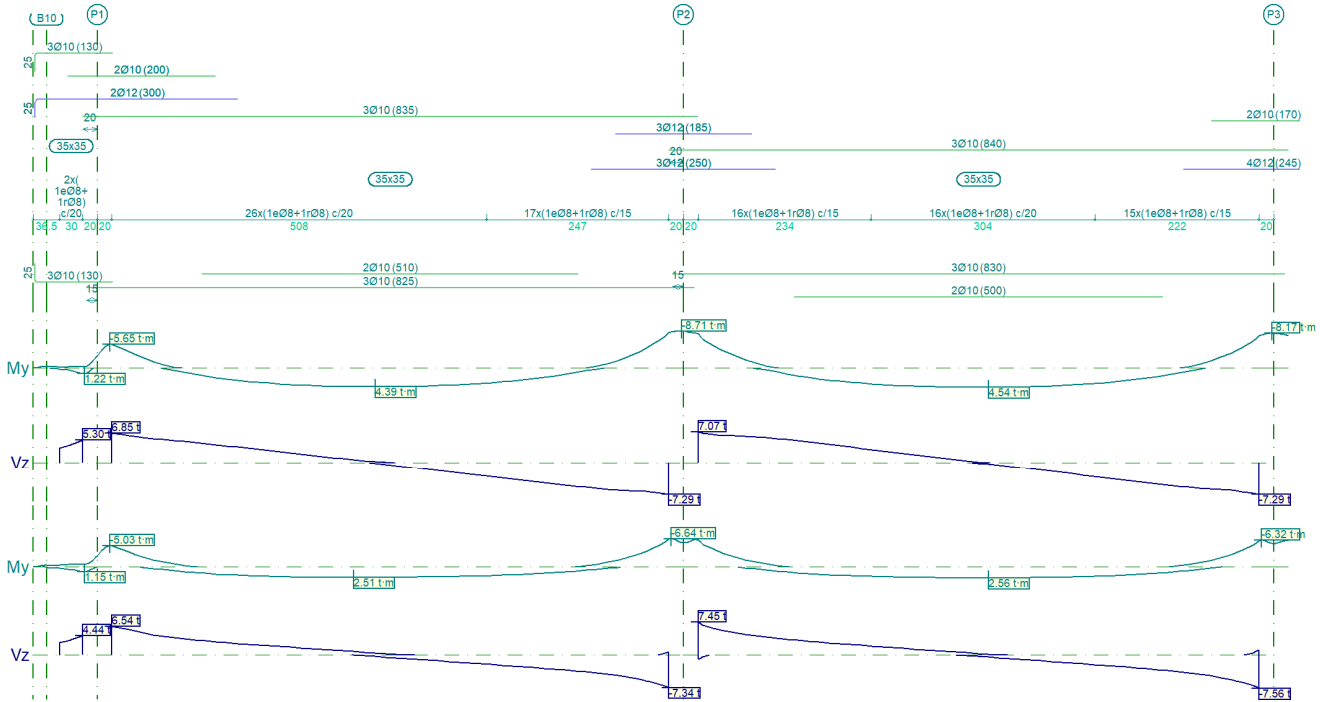 B10 P1 P2 P3
3Ø10(130)
25
2Ø10(200)
2Ø12(300)
25
3Ø10(835)
2Ø10(170)
20
3Ø12(185)
35x35
3Ø10(840)
20
3Ø12(250)
4Ø12(245)
35x35
35x35
2x(
1eØ8+
1rØ8)
c/20
26x(1eØ8+1rØ8) c/20
17x(1eØ8+1rØ8) c/15
16x(1eØ8+1rØ8) c/15
16x(1eØ8+1rØ8) c/20
15x(1eØ8+1rØ8) c/15
36.5 30 20 20 508 247 20 20 234 304 222 20
25
3Ø10(130)
2Ø10(510)
3Ø10(830)
15
3Ø10(825)
15
2Ø10(500)
-5.65 t·m
-8.71 t·m
-8.17 t·m
My
1.22 t·m
4.39 t·m
4.54 t·m
5.30 t
6.85 t
7.07 t
Vz
-7.29 t
-7.29 t
-5.03 t·m
-6.64 t·m
-6.32 t·m
My
1.15 t·m
2.51 t·m
2.56 t·m
4.44 t
6.54 t
7.45 t
Vz
-7.34 t
-7.56 t